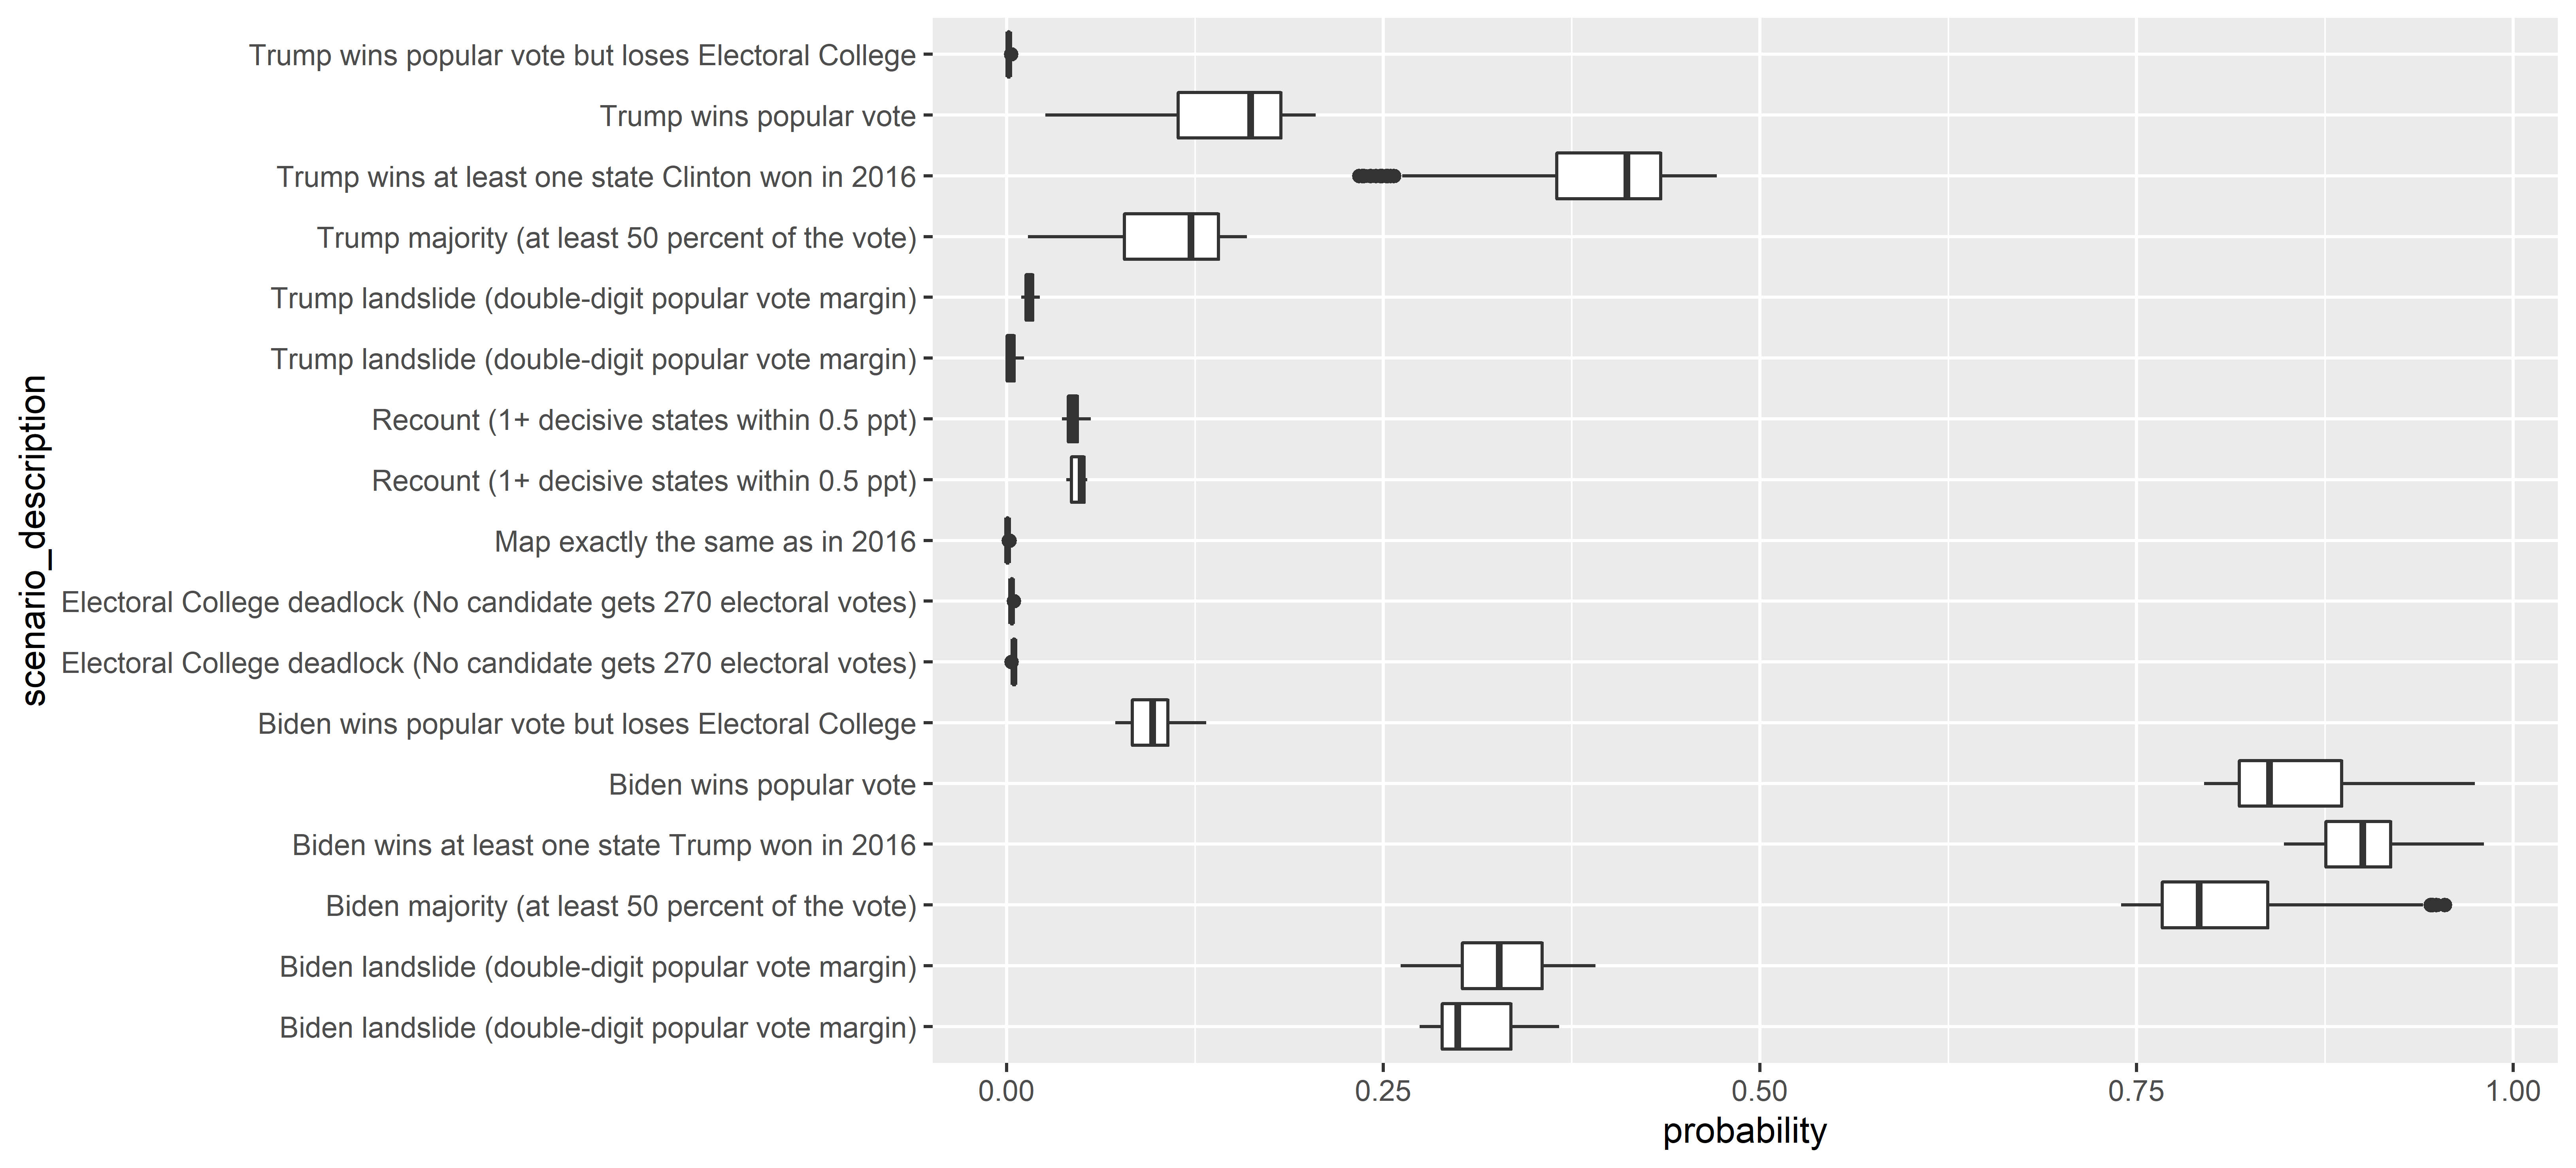 Trump wins popular vote but loses Electoral College
Trump wins popular vote
Trump wins at least one state Clinton won in 2016
Trump majority (at least 50 percent of the vote)
Trump landslide (double-digit popular vote margin)
Trump landslide (double-digit popular vote margin)
Recount (1+ decisive states within 0.5 ppt)
Recount (1+ decisive states within 0.5 ppt)
Map exactly the same as in 2016
Electoral College deadlock (No candidate gets 270 electoral votes)
Electoral College deadlock (No candidate gets 270 electoral votes)
Biden wins popular vote but loses Electoral College
Biden wins popular vote
Biden wins at least one state Trump won in 2016
Biden majority (at least 50 percent of the vote)
Biden landslide (double-digit popular vote margin)
Biden landslide (double-digit popular vote margin)
scenario_description
0.00 0.25 0.50 0.75 1.00
probability